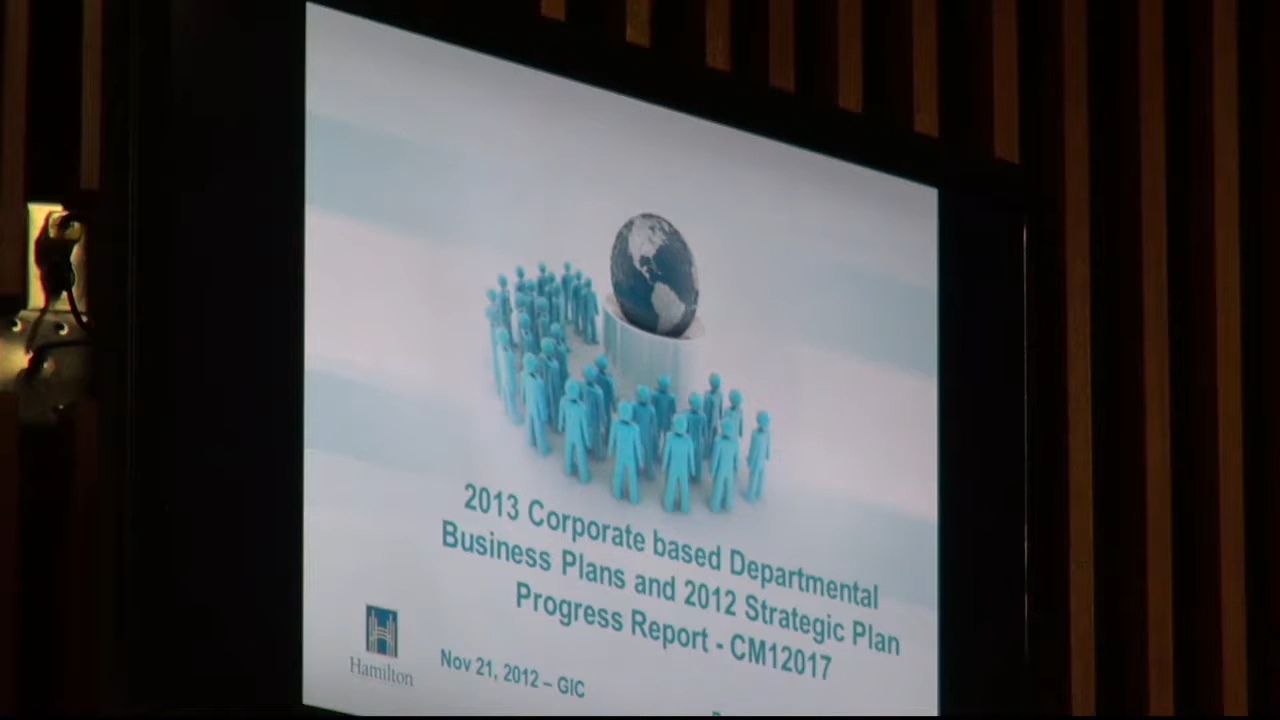 2013 Corporate based Departmental
Business Plans and 2012 Strategic Plan
Progress Report - CM12017
Nov 21, 2012 – GIC
Hamilton